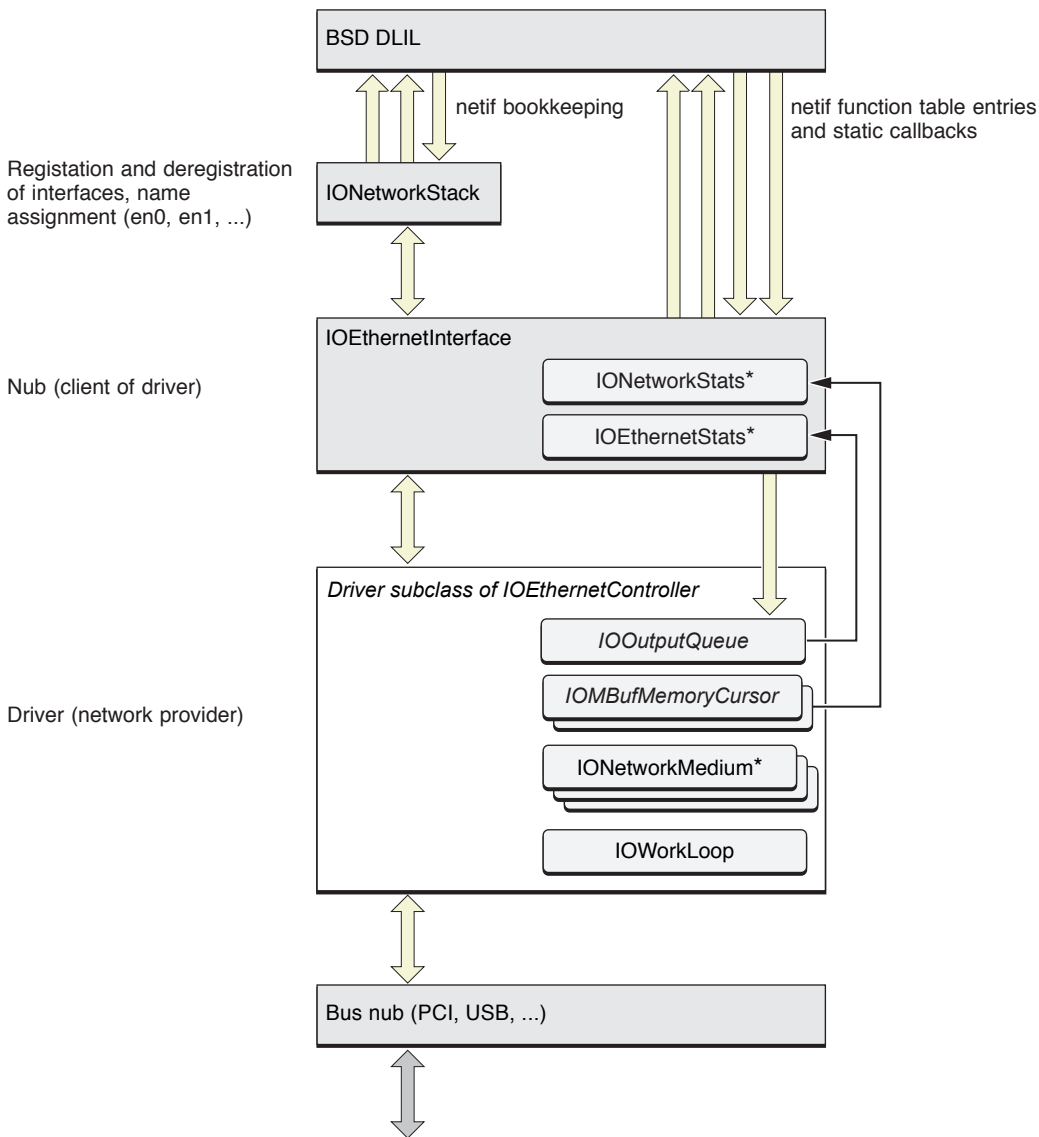 BSD DLIL
netif bookkeeping
netif function table entries
and static callbacks
Registation and deregistration
of interfaces, name
assignment (en0, en1, ...)
IONetworkStack
IOEthernetInterface
IONetworkStats*
Nub (client of driver)
IOEthernetStats*
Driver subclass of IOEthernetController
IOOutputQueue
IOMBufMemoryCursor
Driver (network provider)
IONetworkMedium*
IOWorkLoop
Bus nub (PCI, USB, ...)